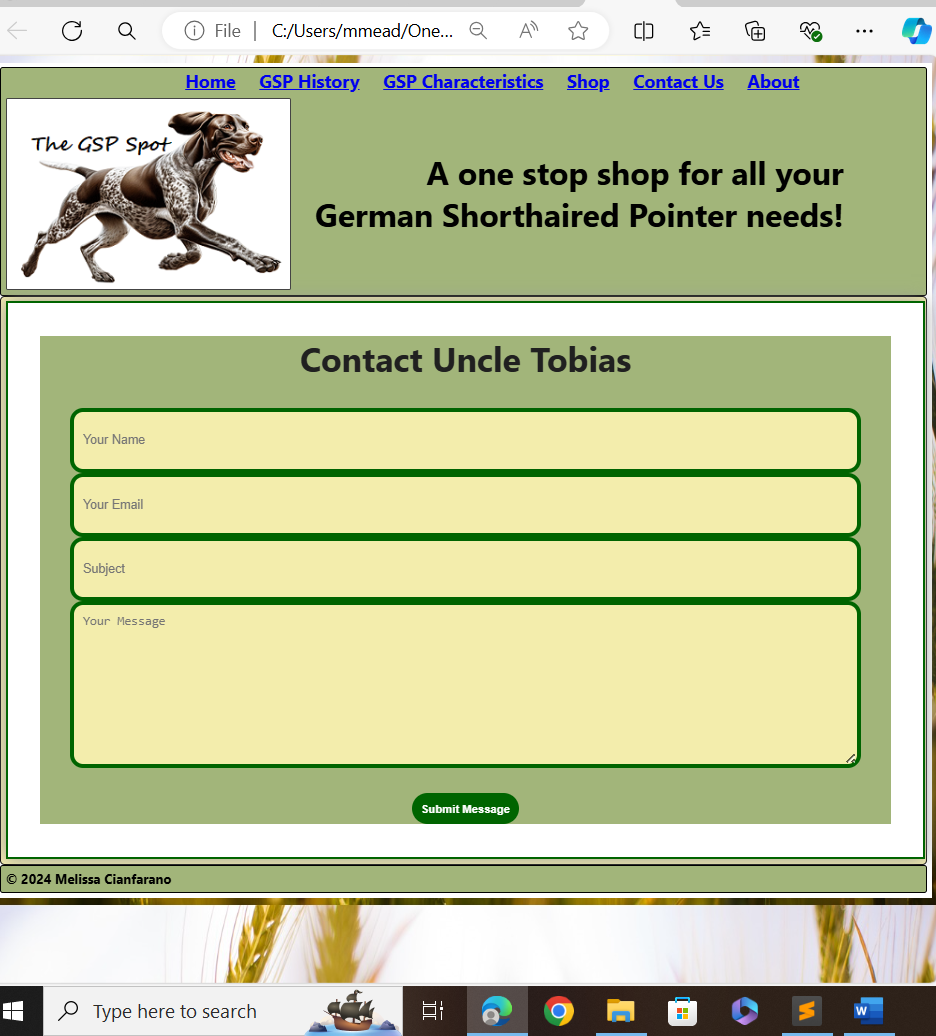 File
C:/Users/mmead/One...
Home GSP History GSP Characteristics Shop Contact Us About
The GSP Spot
A one stop shop for all your
German Shorthaired Pointer needs!
Contact Uncle Tobias
Your Name
Your Email
Subject
Your Message
Submit Message
© 2024 Melissa Cianfarano
Type here to search